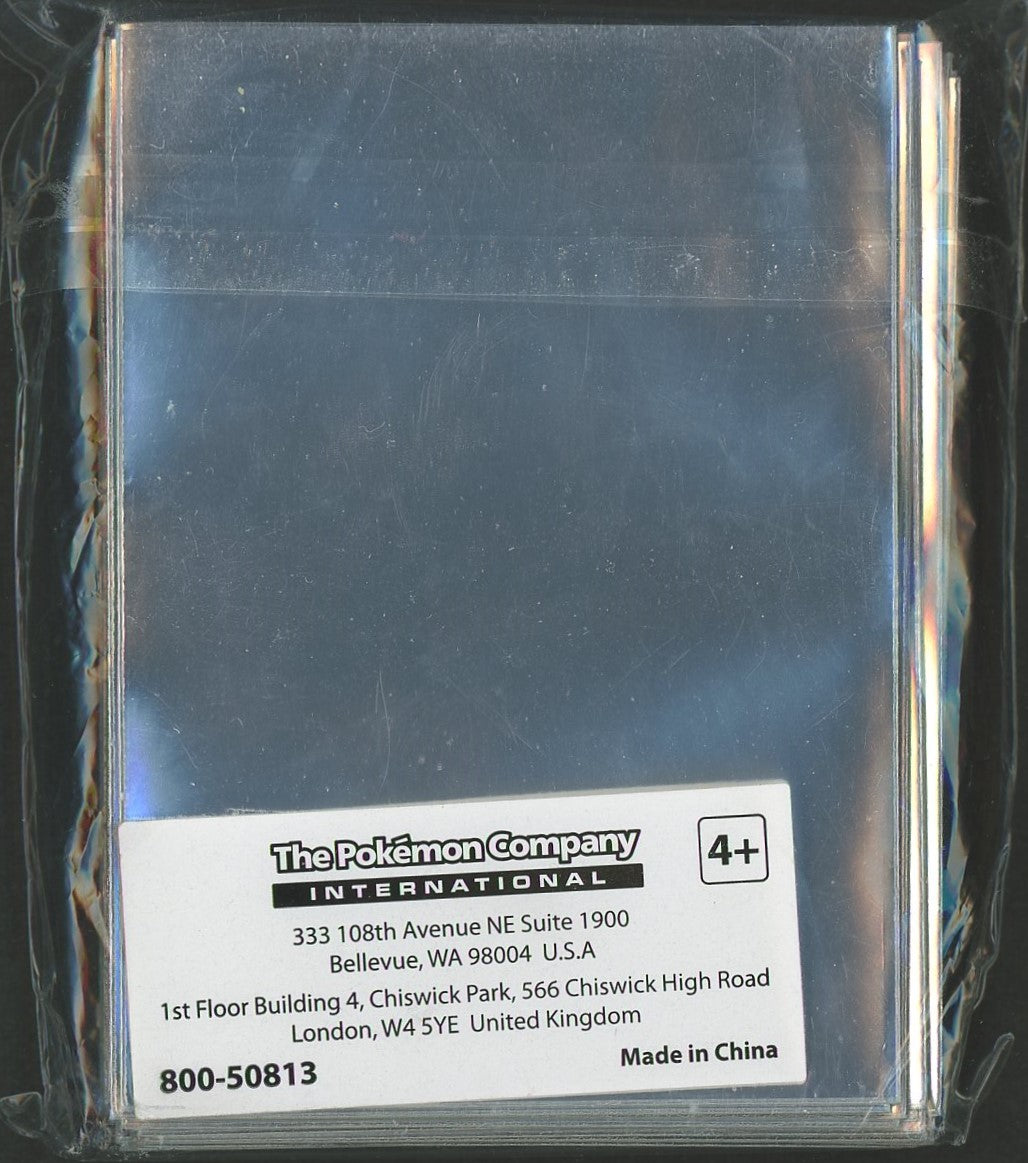 The Pokémon Company
INTERNATIONAL
4+
333 108th Avenue NE Suite 1900
Bellevue, WA 98004 U.S.A
1st Floor Building 4, Chiswick Park, 566 Chiswick High Road
London, W4 5YE United Kingdom
800-50813
Made in China